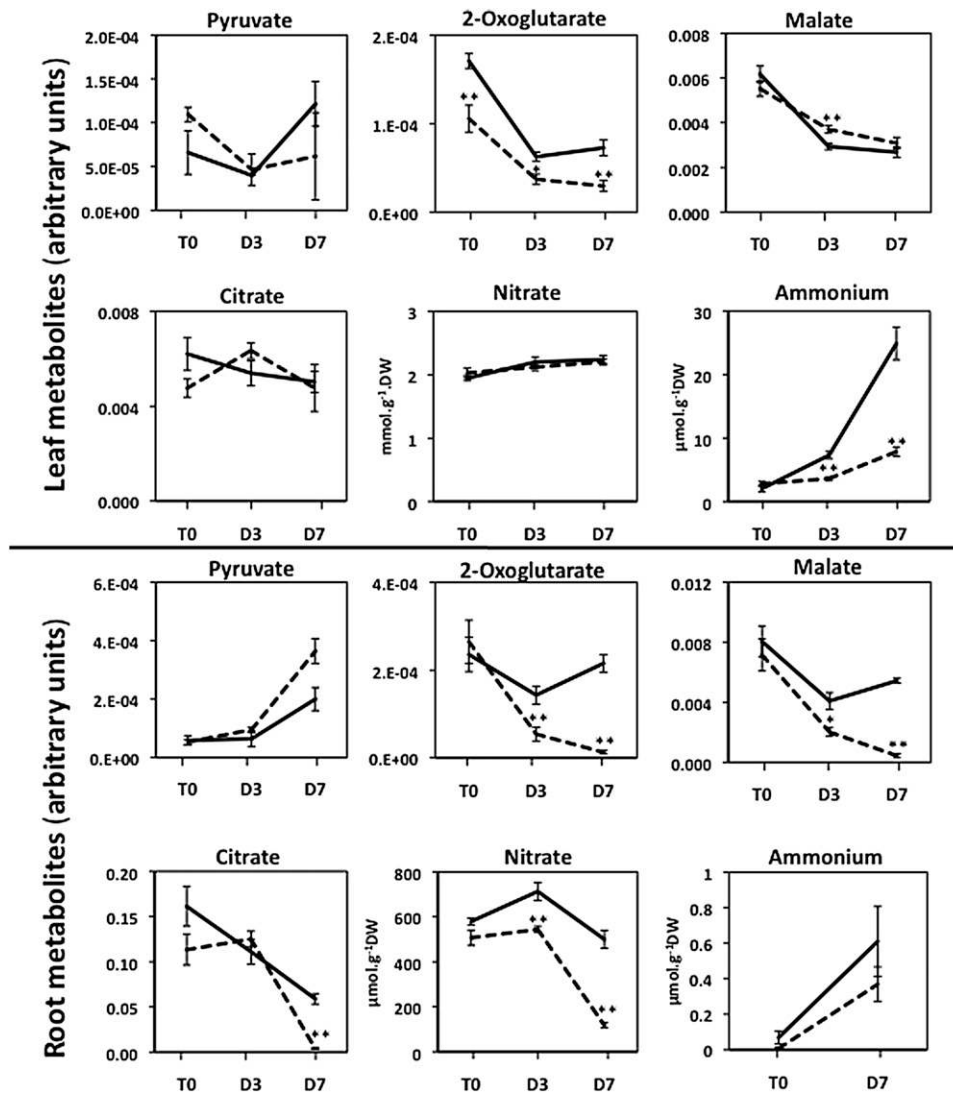 Leaf metabolites (arbitrary units)
Pyruvate
2.0E-04
1.5E-04
1.0E-04
5.0E-05
0.0E+00
T0 D3 D7
2-Oxoglutarate
2.E-04
1.E-04
0.E+00
**
*
**
T0 D3 D7
Malate
0.008
0.006
0.004
0.002
0.000
**
T0 D3 D7
Citrate
0.008
0.004
0.000
T0 D3 D7
Nitrate
mmol.g⁻¹.DW
3
2
1
0
T0 D3 D7
Ammonium
µmol.g⁻¹DW
30
20
10
0
**
**
T0 D3 D7
Root metabolites (arbitrary units)
Pyruvate
6.E-04
4.E-04
2.E-04
0.E+00
T0 D3 D7
2-Oxoglutarate
4.E-04
2.E-04
0.E+00
**
**
T0 D3 D7
Malate
0.012
0.008
0.004
0.000
*
**
T0 D3 D7
Citrate
0.20
0.15
0.10
0.05
0.00
**
T0 D3 D7
Nitrate
µmol.g⁻¹DW
800
600
400
200
0
**
**
T0 D3 D7
Ammonium
µmol.g⁻¹DW
1
0.8
0.6
0.4
0.2
0
T0 D7